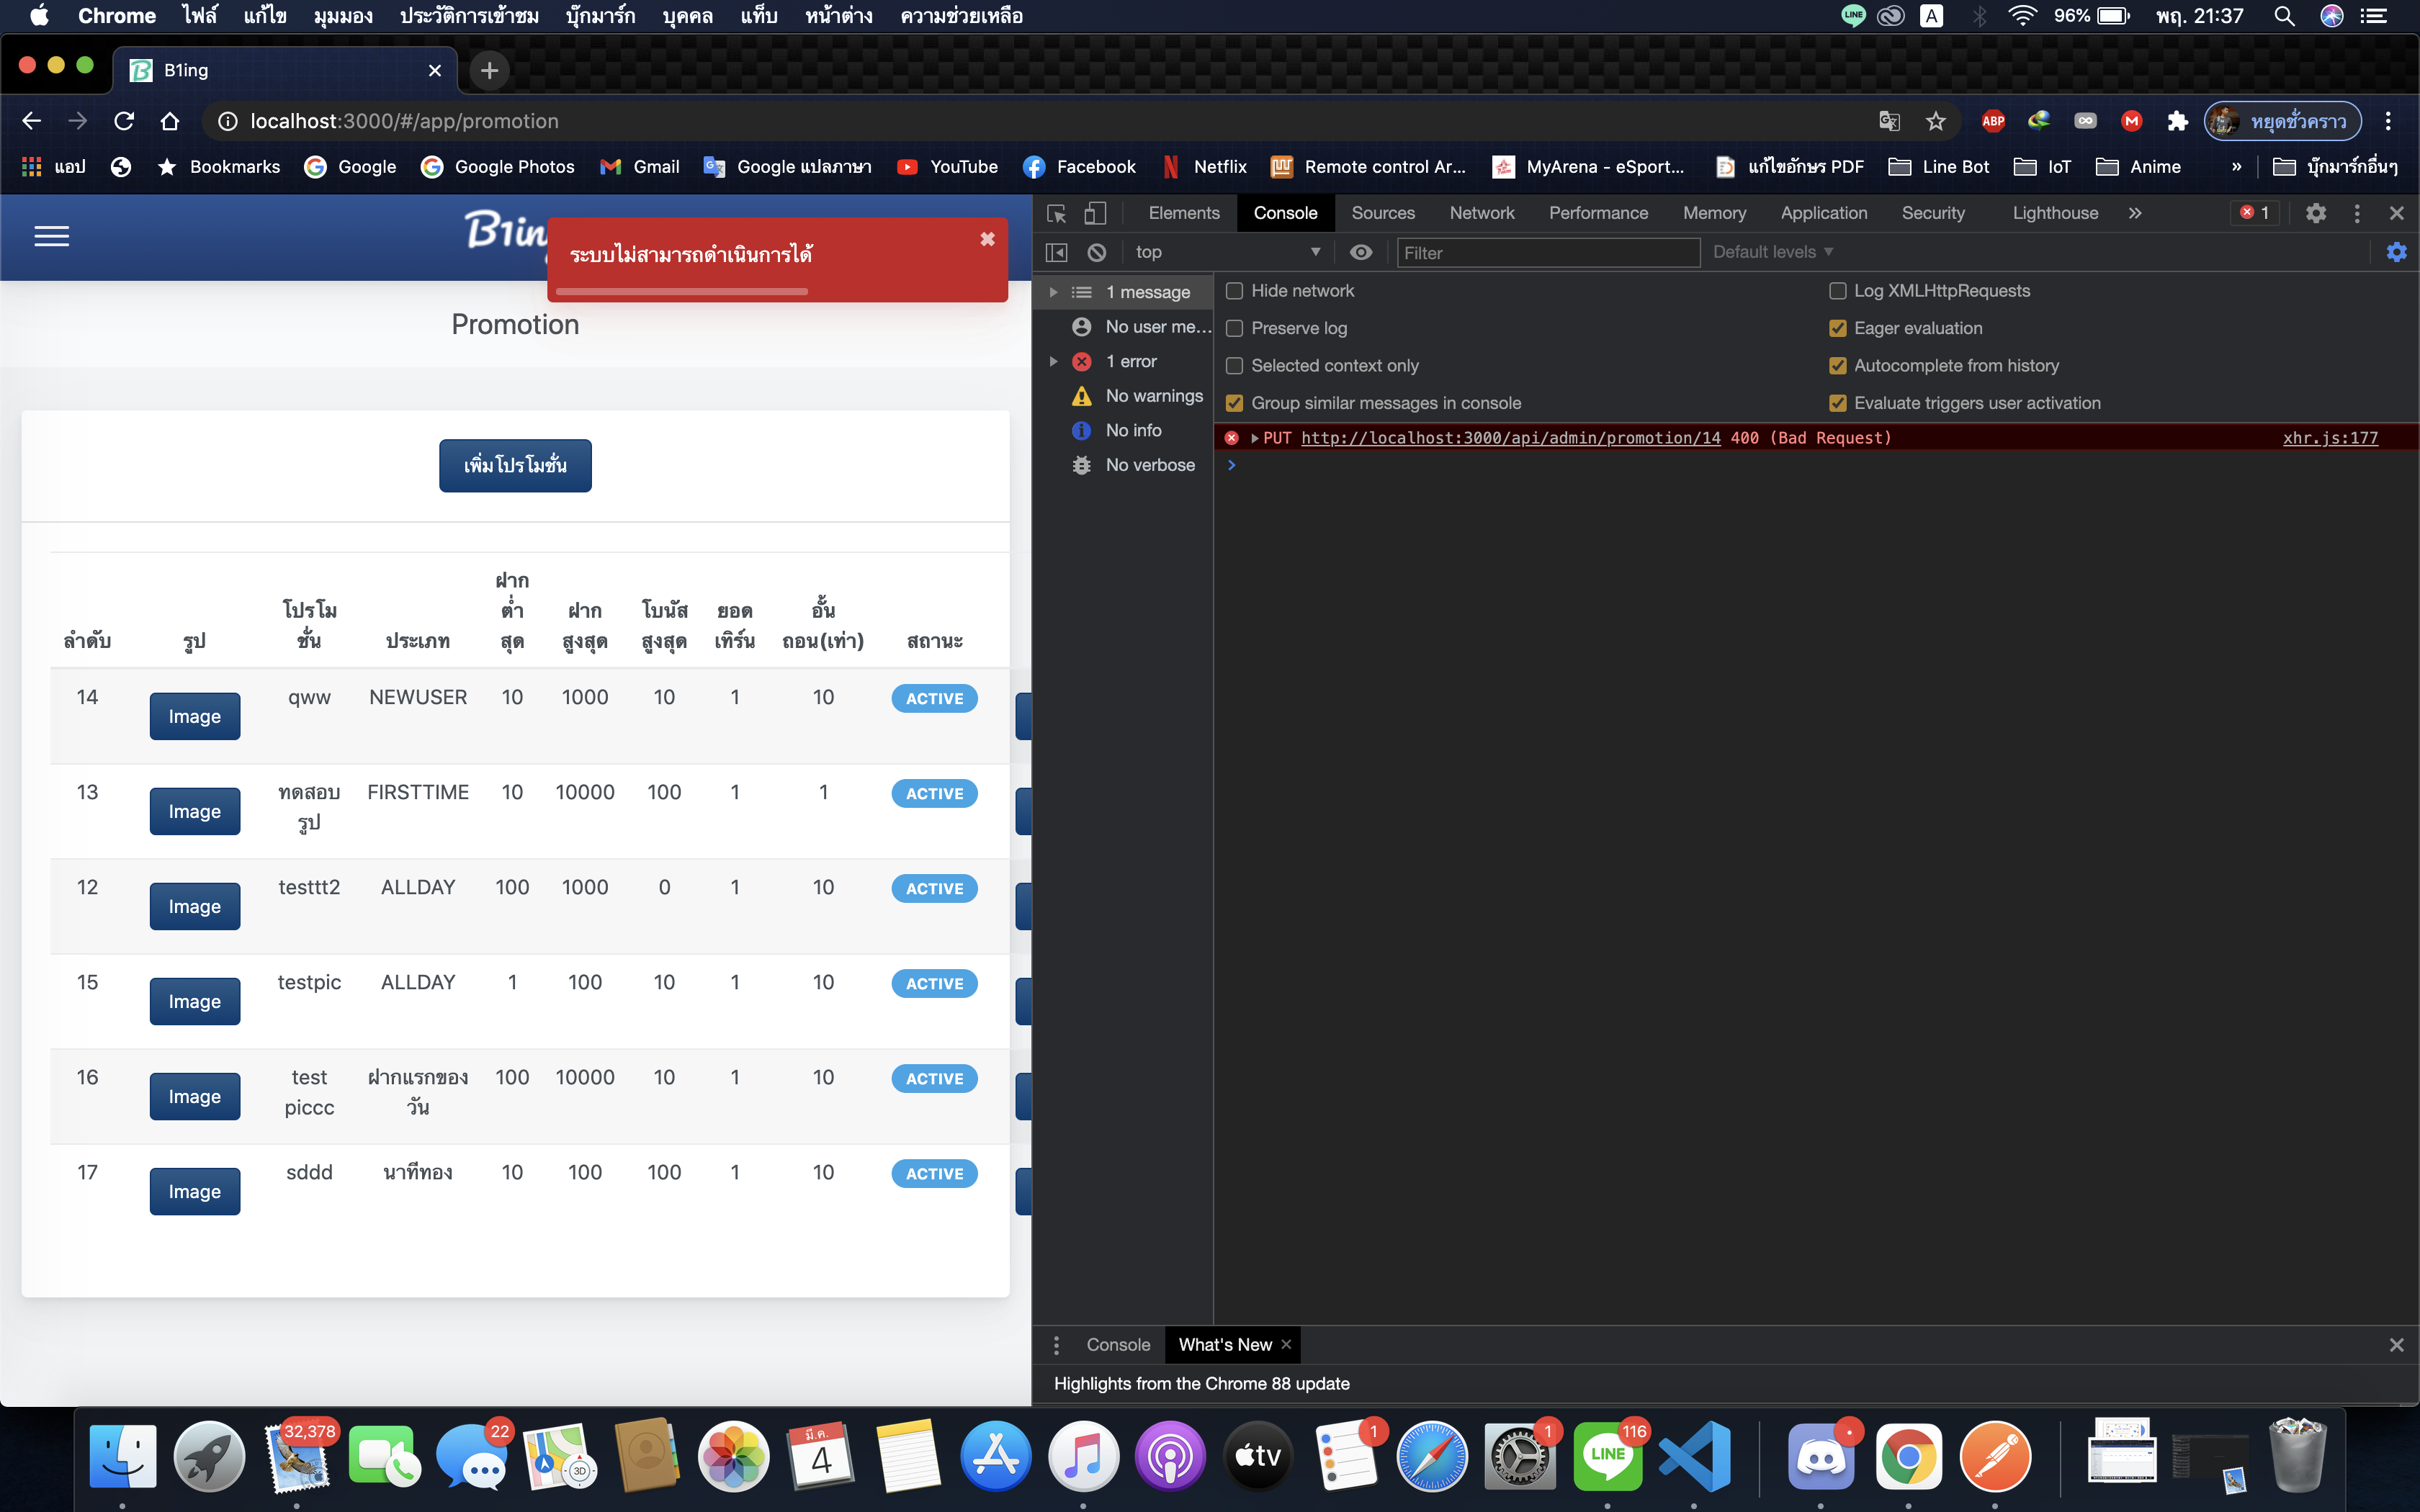 Chrome ไฟล์ แก้ไข มุมมอง ประวัติการเข้าชม บุ๊กมาร์ก บุคคล แท็บ หน้าต่าง ความช่วยเหลือ LINE A 96% พฤ. 21:37
B1ing
localhost:3000/#/app/promotion ABP M หยุดชั่วคราว
แอป Bookmarks Google Google Photos Gmail Google แปลภาษา YouTube Facebook Netflix Remote control Ar... MyArena - eSport... แก้ไขอักษร PDF Line Bot IoT Anime » บุ๊กมาร์กอื่นๆ
B1in
ระบบไม่สามารถดำเนินการได้
Promotion
เพิ่มโปรโมชั่น
ลำดับ รูป โปรโมชั่น ประเภท ฝากต่ำสุด ฝากสูงสุด โบนัสสูงสุด ยอดเทิร์น อั้นถอน(เท่า) สถานะ
14 Image qww NEWUSER 10 1000 10 1 10 ACTIVE
13 Image ทดสอบรูป FIRSTTIME 10 10000 100 1 1 ACTIVE
12 Image testtt2 ALLDAY 100 1000 0 1 10 ACTIVE
15 Image testpic ALLDAY 1 100 10 1 10 ACTIVE
16 Image test piccc ฝากแรกของวัน 100 10000 10 1 10 ACTIVE
17 Image sddd นาทีทอง 10 100 100 1 10 ACTIVE
Elements Console Sources Network Performance Memory Application Security Lighthouse » 1
top Filter Default levels
1 message
No user me...
1 error
No warnings
No info
No verbose
Hide network Log XMLHttpRequests
Preserve log Eager evaluation
Selected context only Autocomplete from history
Group similar messages in console Evaluate triggers user activation
PUT http://localhost:3000/api/admin/promotion/14 400 (Bad Request) xhr.js:177
Console What's New
Highlights from the Chrome 88 update
32,378 22 3D มี.ค. 4 tv 1 1 LINE 116